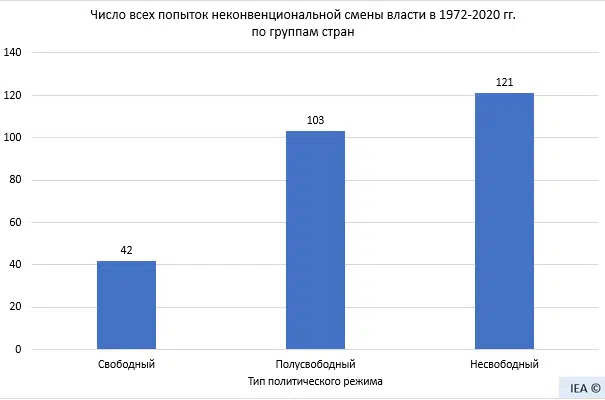 Число всех попыток неконвенциональной смены власти в 1972-2020 гг.
по группам стран
140
120
100
80
60
40
20
0
42
103
121
Свободный
Полусвободный
Несвободный
Тип политического режима
IEA ©